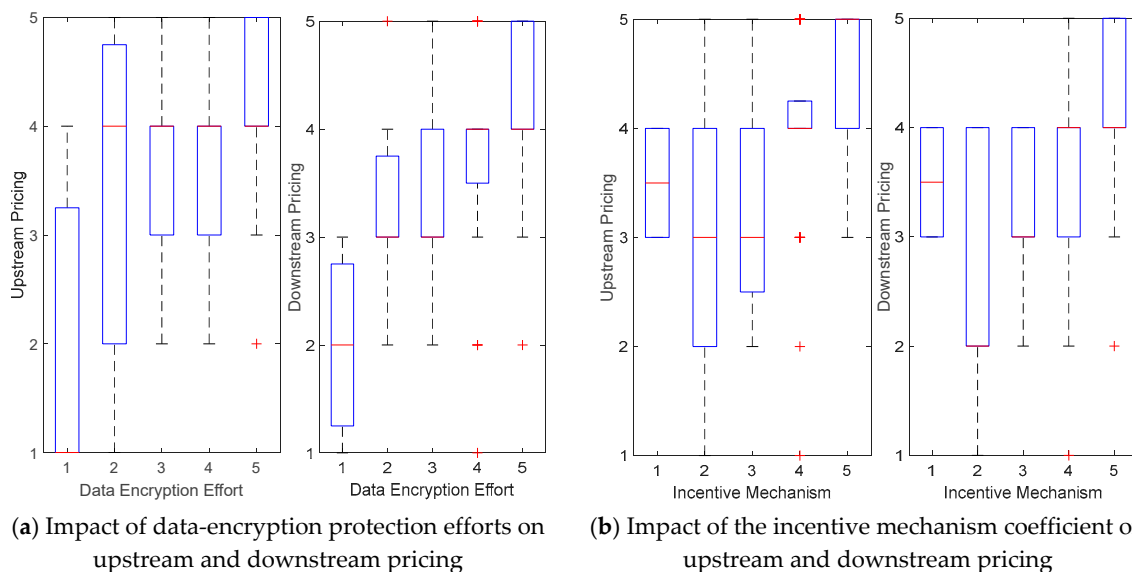 5
4
3
2
1
Upstream Pricing
1 2 3 4 5
Data Encryption Effort
5
4
3
2
1
Downstream Pricing
1 2 3 4 5
Data Encryption Effort
(a) Impact of data-encryption protection efforts on
upstream and downstream pricing
5
4
3
2
1
Upstream Pricing
1 2 3 4 5
Incentive Mechanism
5
4
3
2
1
Downstream Pricing
1 2 3 4 5
Incentive Mechanism
(b) Impact of the incentive mechanism coefficient o
upstream and downstream pricing